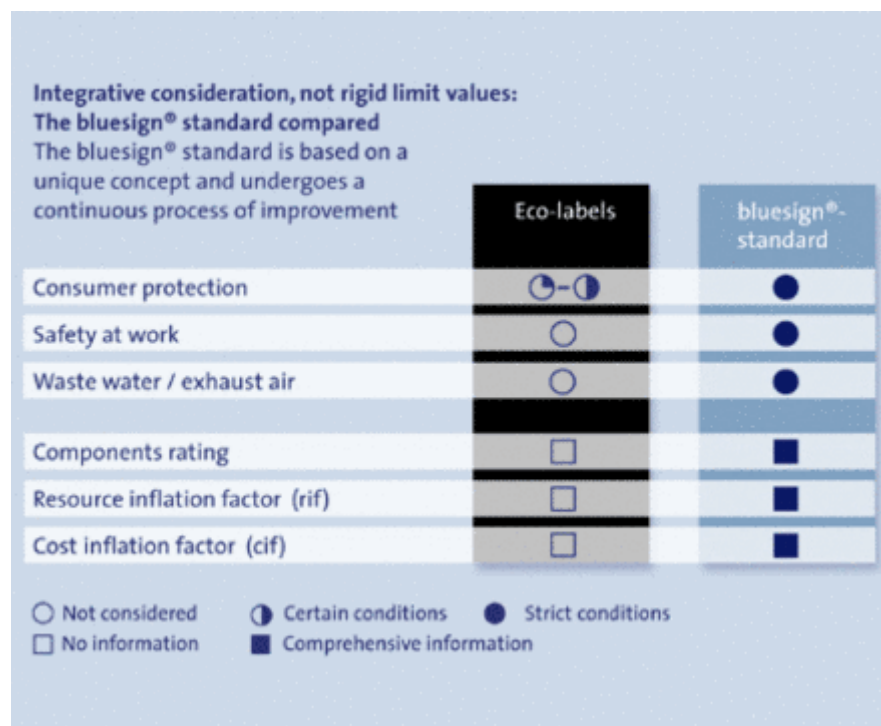 Integrative consideration, not rigid limit values:
The bluesign® standard compared
The bluesign® standard is based on a
unique concept and undergoes a
continuous process of improvement
Eco-labels
bluesign®-
standard
Consumer protection
Safety at work
Waste water / exhaust air
Components rating
Resource inflation factor (rif)
Cost inflation factor (cif)
Not considered
Certain conditions
Strict conditions
No information
Comprehensive information